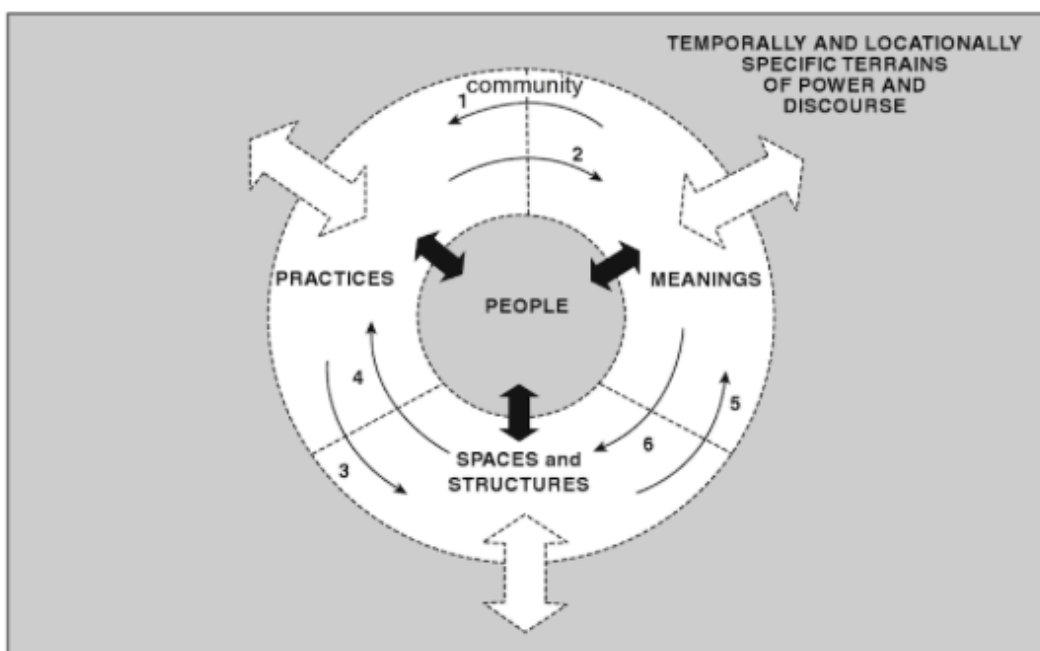 TEMPORALLY AND LOCATIONALLY
SPECIFIC TERRAINS
OF POWER AND
DISCOURSE
community
1
2
PRACTICES
MEANINGS
PEOPLE
4
5
6
3
SPACES and
STRUCTURES